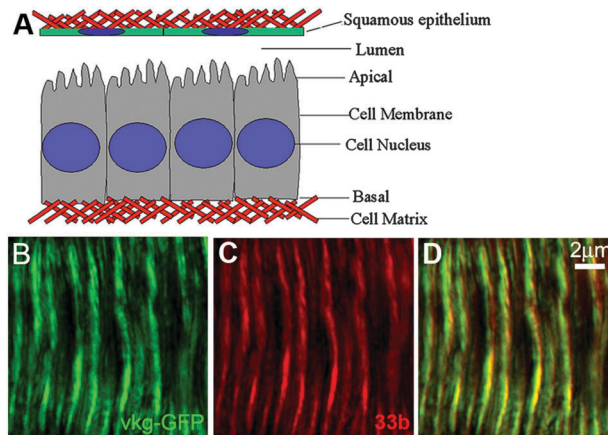 A
Squamous epithelium
Lumen
Apical
Cell Membrane
Cell Nucleus
Basal
Cell Matrix
B
vkg-GFP
C
33b
D
2μm